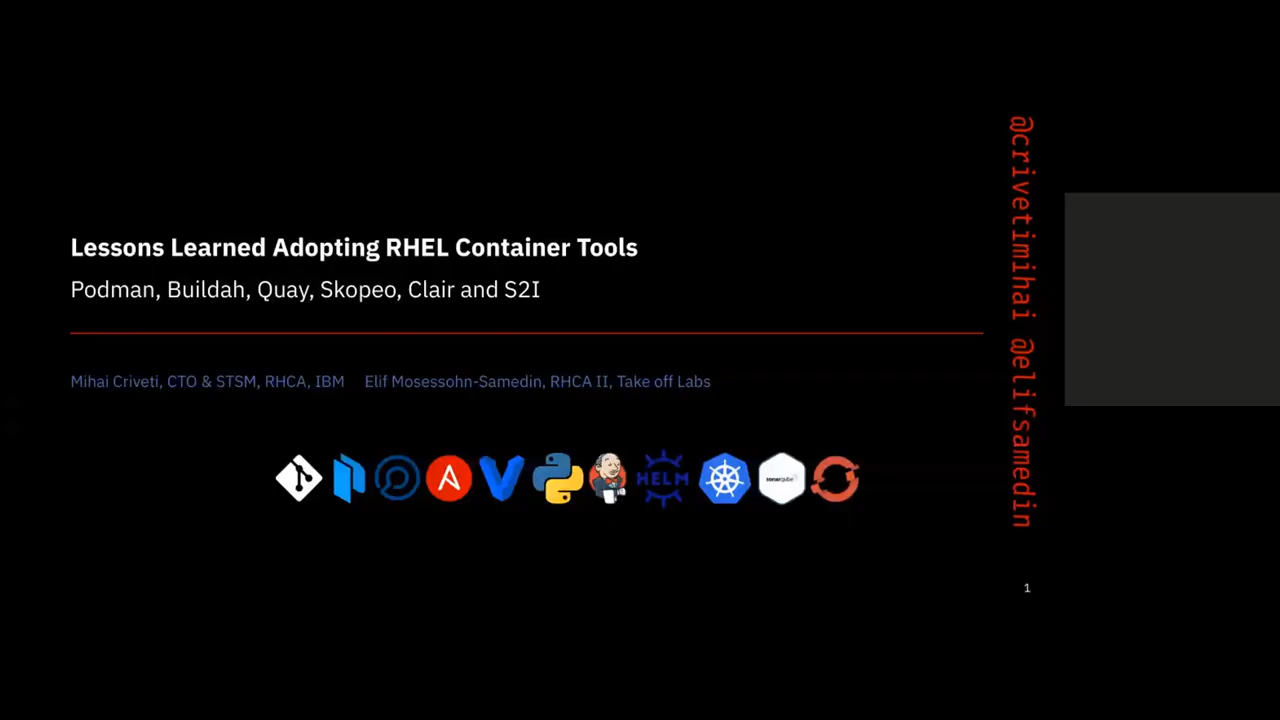 Lessons Learned Adopting RHEL Container Tools
Podman, Buildah, Quay, Skopeo, Clair and S2I
Mihai Criveti, CTO & STSM, RHCA, IBM Elif Mosessohn-Samedin, RHCA II, Take off Labs
HELM
sonarqube
@crivetimihai @elifsamedin
1